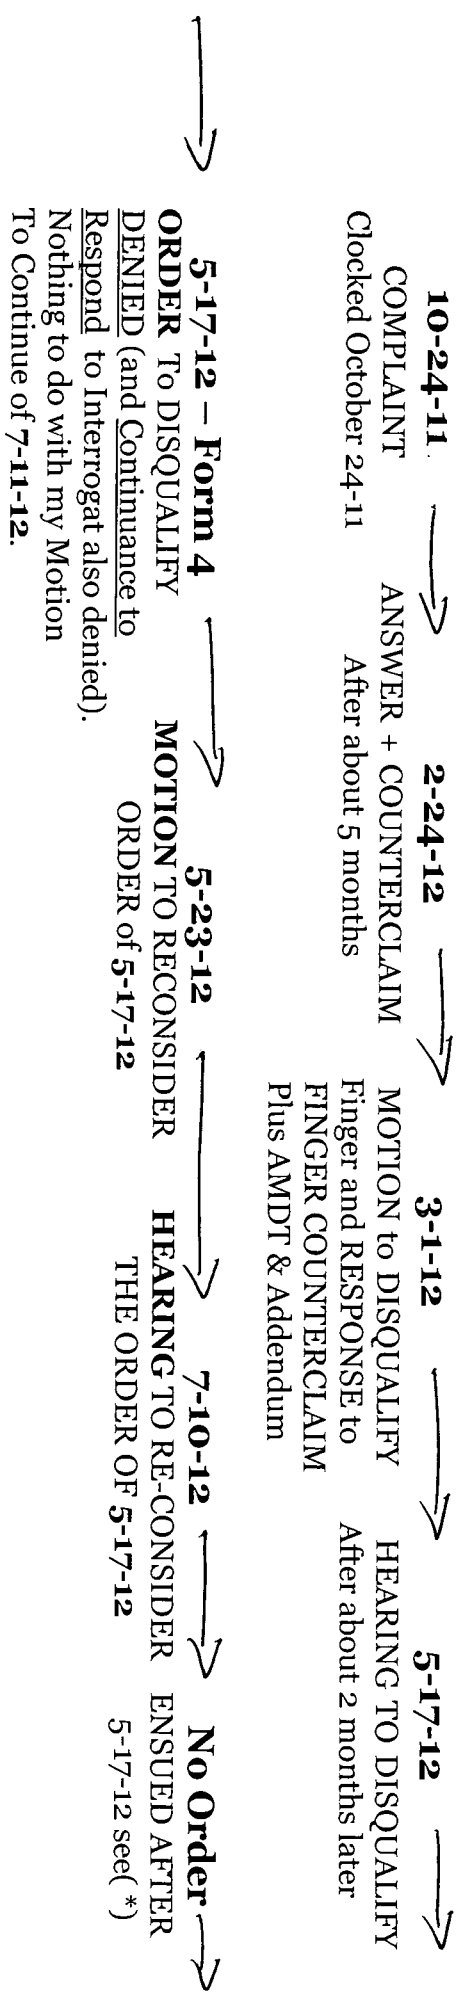 10-24-11.
COMPLAINT
Clocked October 24-11
2-24-12
ANSWER + COUNTERCLAIM
After about 5 months
3-1-12
MOTION to DISQUALIFY
Finger and RESPONSE to
FINGER COUNTERCLAIM
Plus AMDT & Addendum
5-17-12
HEARING TO DISQUALIFY
After about 2 months later
5-17-12 – Form 4
ORDER To DISQUALIFY
DENIED (and Continuance to
Respond to Interrogat also denied).
Nothing to do with my Motion
To Continue of 7-11-12.
5-23-12
MOTION TO RECONSIDER
ORDER of 5-17-12
7-10-12
HEARING TO RE-CONSIDER
THE ORDER OF 5-17-12
No Order
ENSUED AFTER
5-17-12 see( *)